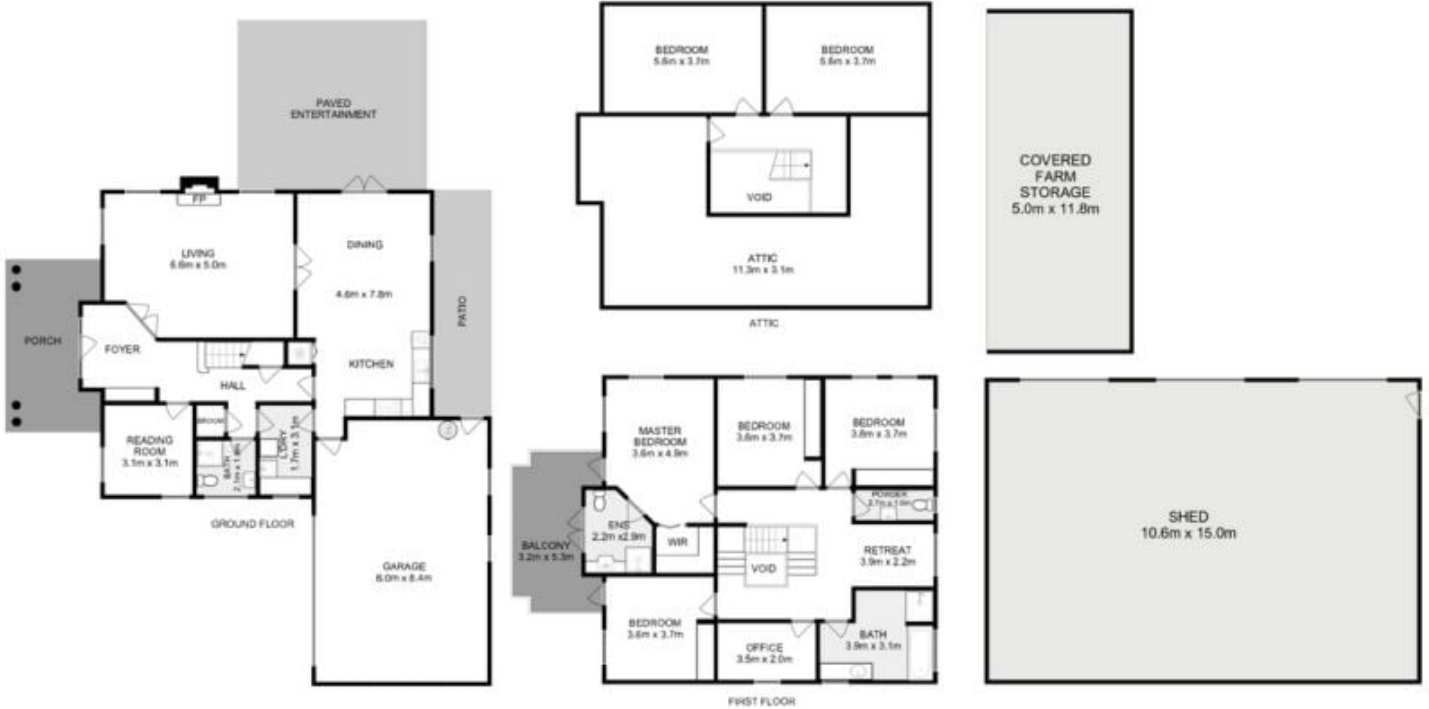 PAVED
ENTERTAINMENT
FP
LIVING
6.6m x 5.0m
DINING
4.6m x 7.8m
PATIO
PORCH
FOYER
KITCHEN
HALL
BROOM
READING
ROOM
3.1m x 3.1m
BATH
L'DRY
1.7m x 3.1m
GROUND FLOOR
GARAGE
6.0m x 8.4m
BEDROOM
5.6m x 3.7m
BEDROOM
5.6m x 3.7m
VOID
ATTIC
11.3m x 3.1m
ATTIC
MASTER
BEDROOM
3.6m x 4.9m
BEDROOM
3.6m x 3.7m
BEDROOM
3.6m x 3.7m
POWDER
ENS
2.2m x2.9m
WIR
BALCONY
3.2m x 5.3m
VOID
RETREAT
3.9m x 2.2m
BEDROOM
3.6m x 3.7m
OFFICE
3.5m x 2.0m
BATH
3.9m x 3.1m
FIRST FLOOR
COVERED
FARM
STORAGE
5.0m x 11.8m
SHED
10.6m x 15.0m